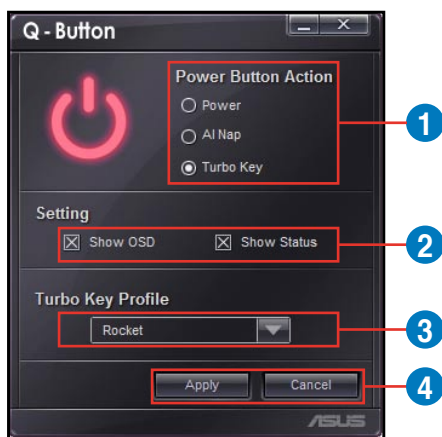 Q - Button
Power Button Action
Power
1
AI Nap
Turbo Key
Setting
Show OSD Show Status
2
Turbo Key Profile
Rocket
3
Apply Cancel
4
ASUS